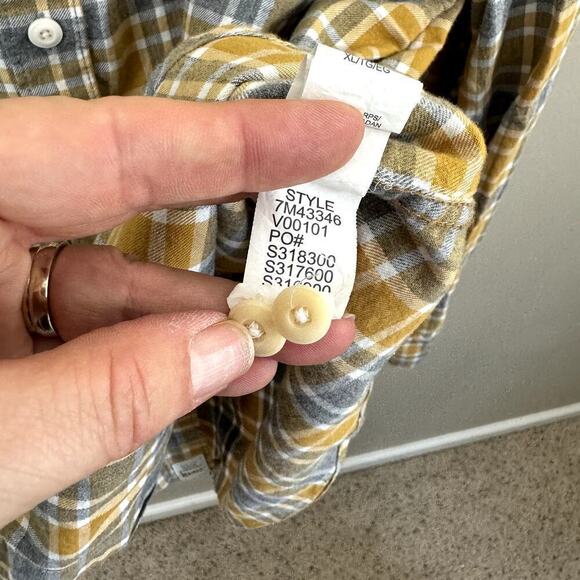 XL/TG/EG
STYLE
7M43346
V00101
PO#
S318300
S317600